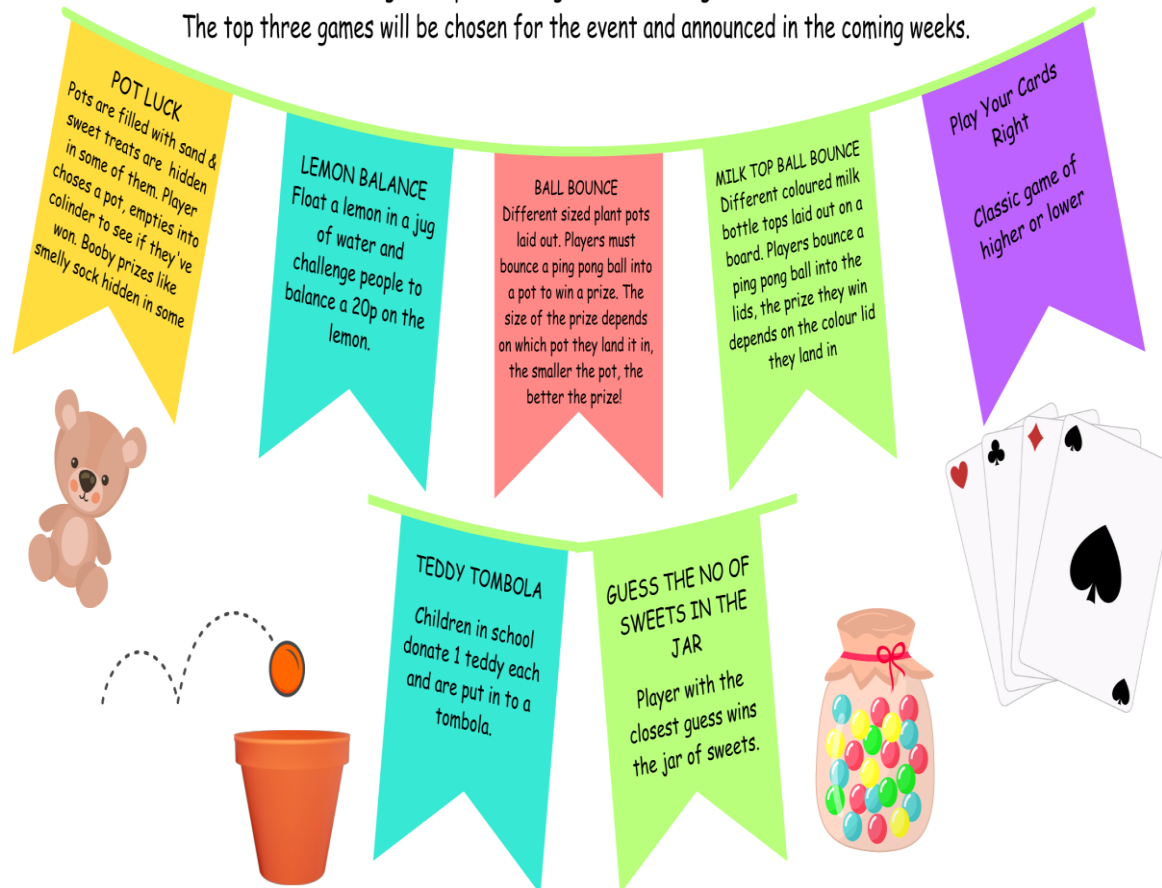 The top three games will be chosen for the event and announced in the coming weeks.
POT LUCK
Pots are filled with sand &
sweet treats are hidden
in some of them. Player
choses a pot, empties into
colinder to see if they've
won. Booby prizes like
smelly sock hidden in some
LEMON BALANCE
Float a lemon in a jug
of water and
challenge people to
balance a 20p on the
lemon.
BALL BOUNCE
Different sized plant pots
laid out. Players must
bounce a ping pong ball into
a pot to win a prize. The
size of the prize depends
on which pot they land it in,
the smaller the pot, the
better the prize!
MILK TOP BALL BOUNCE
Different coloured milk
bottle tops laid out on a
board. Players bounce a
ping pong ball into the
lids, the prize they win
depends on the colour lid
they land in
Play Your Cards
Right
Classic game of
higher or lower
TEDDY TOMBOLA
Children in school
donate 1 teddy each
and are put in to a
tombola.
GUESS THE NO OF
SWEETS IN THE
JAR
Player with the
closest guess wins
the jar of sweets.